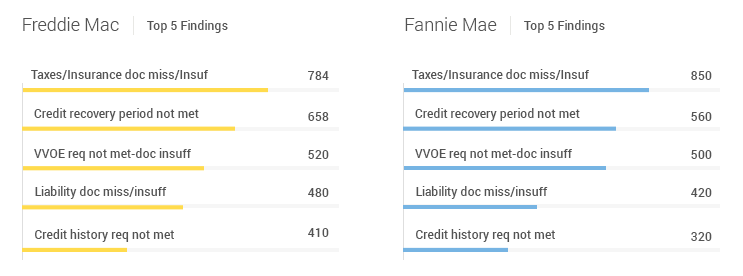 Freddie Mac Top 5 Findings
Taxes/Insurance doc miss/Insuf 784
Credit recovery period not met 658
VVOE req not met-doc insuff 520
Liability doc miss/insuff 480
Credit history req not met 410
Fannie Mae Top 5 Findings
Taxes/Insurance doc miss/Insuf 850
Credit recovery period not met 560
VVOE req not met-doc insuff 500
Liability doc miss/insuff 420
Credit history req not met 320